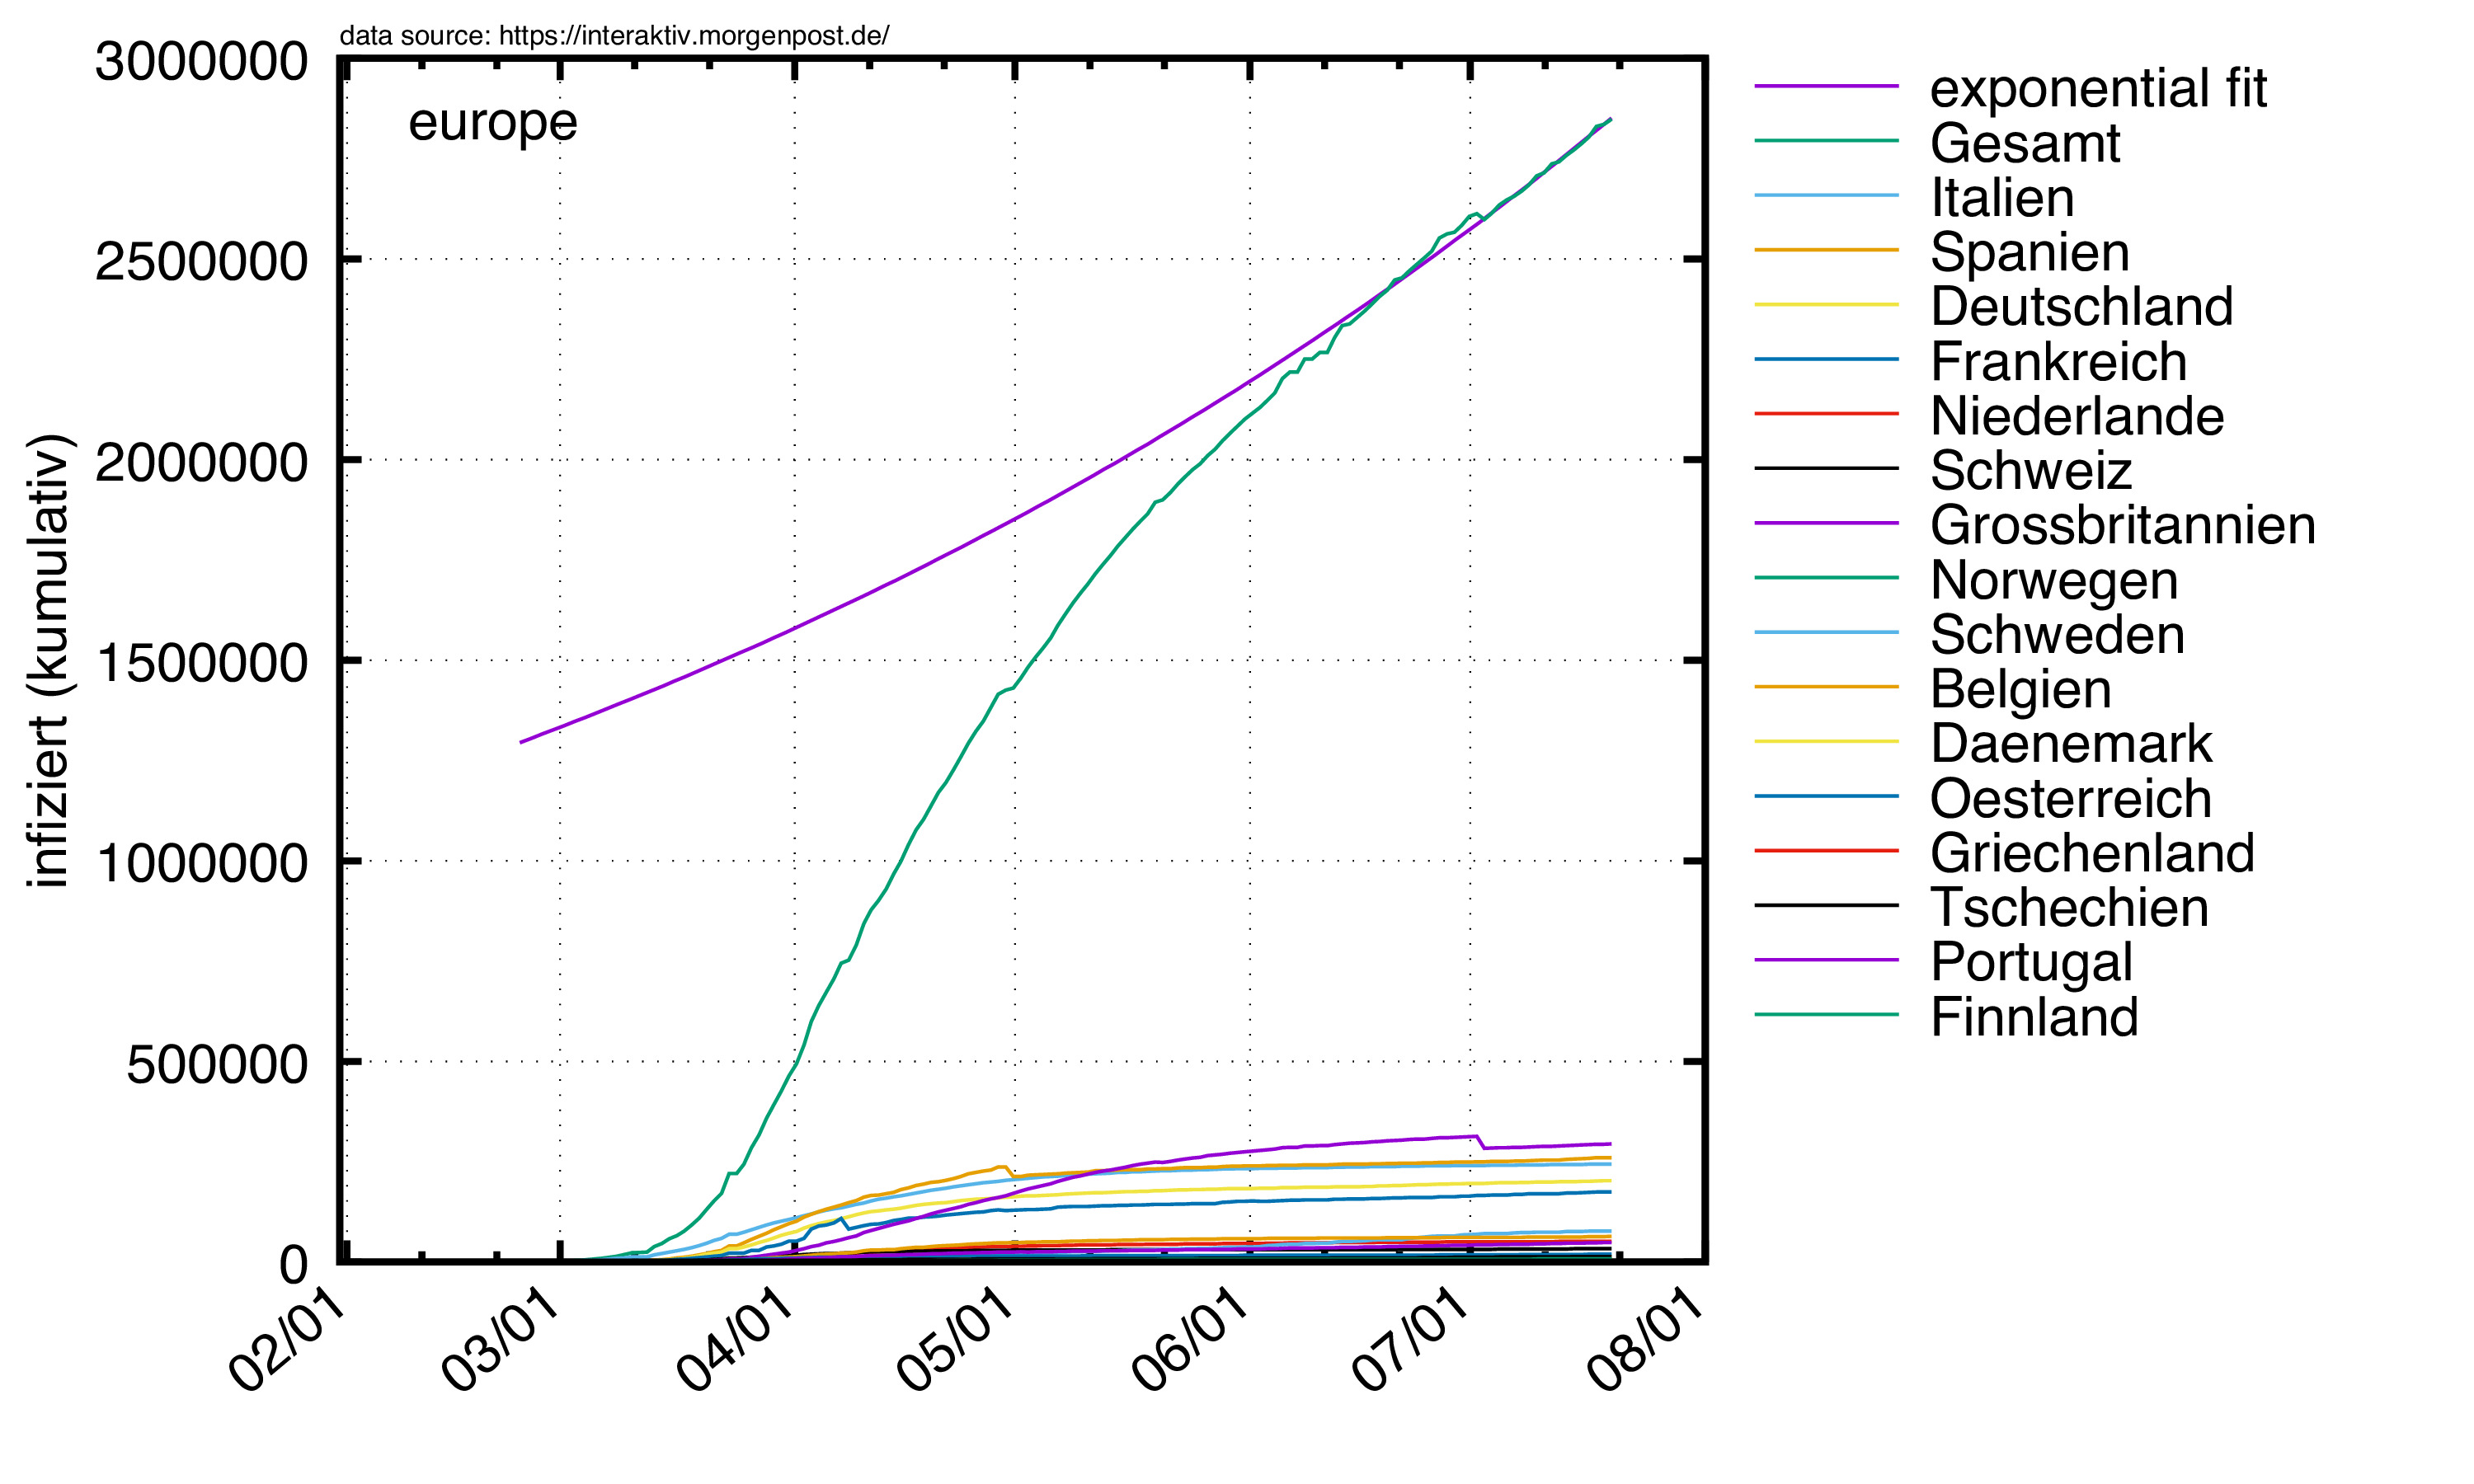 data source: https://interaktiv.morgenpost.de/
3000000
2500000
2000000
1500000
1000000
500000
0
infiziert (kumulativ)
europe
02/01
03/01
04/01
05/01
06/01
07/01
08/01
exponential fit
Gesamt
Italien
Spanien
Deutschland
Frankreich
Niederlande
Schweiz
Grossbritannien
Norwegen
Schweden
Belgien
Daenemark
Oesterreich
Griechenland
Tschechien
Portugal
Finnland